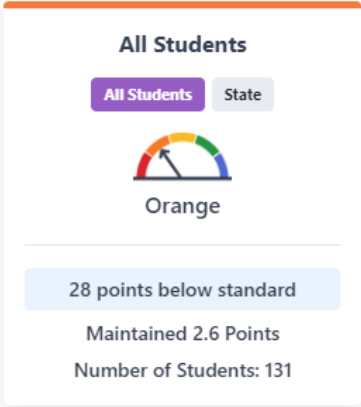 All Students
All Students State
Orange
28 points below standard
Maintained 2.6 Points
Number of Students: 131